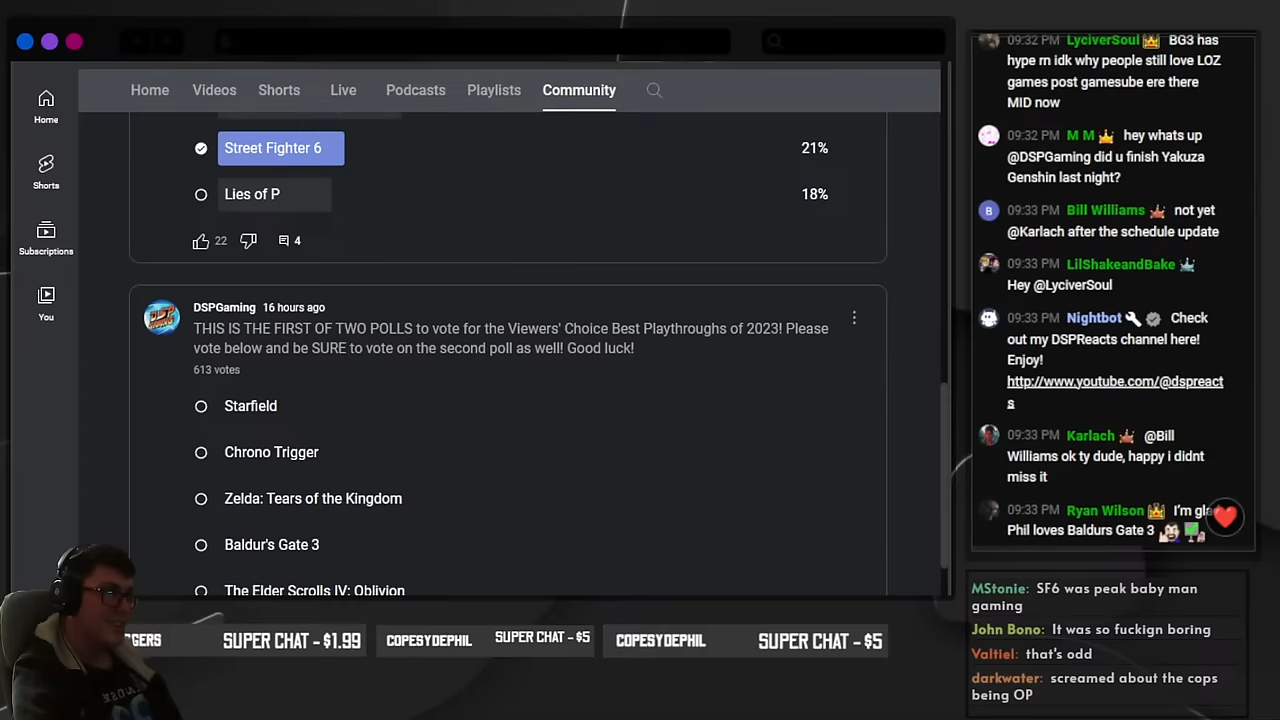 Home
Videos
Shorts
Live
Podcasts
Playlists
Community
Home
Shorts
Subscriptions
You
Street Fighter 6
21%
Lies of P
18%
22
4
DSPGaming 16 hours ago
THIS IS THE FIRST OF TWO POLLS to vote for the Viewers' Choice Best Playthroughs of 2023! Please
vote below and be SURE to vote on the second poll as well! Good luck!
613 votes
Starfield
Chrono Trigger
Zelda: Tears of the Kingdom
Baldur's Gate 3
The Elder Scrolls IV: Oblivion
GERS SUPER CHAT - $1.99
COPESYDEPHIL SUPER CHAT - $5
COPESYDEPHIL SUPER CHAT - $5
09:32 PM LyciverSoul BG3 has
hype rn idk why people still love LOZ
games post gamesube ere there
MID now
09:32 PM M M hey whats up
@DSPGaming did u finish Yakuza
Genshin last night?
B 09:33 PM Bill Williams not yet
@Karlach after the schedule update
09:33 PM LilShakeandBake
Hey @LyciverSoul
09:33 PM Nightbot Check
out my DSPReacts channel here!
Enjoy!
http://www.youtube.com/@dspreact
s
09:33 PM Karlach @Bill
Williams ok ty dude, happy i didnt
miss it
09:33 PM Ryan Wilson I'm gla
Phil loves Baldurs Gate 3
MStonie: SF6 was peak baby man
gaming
John Bono: It was so fuckign boring
Valtiel: that's odd
darkwater: screamed about the cops
being OP